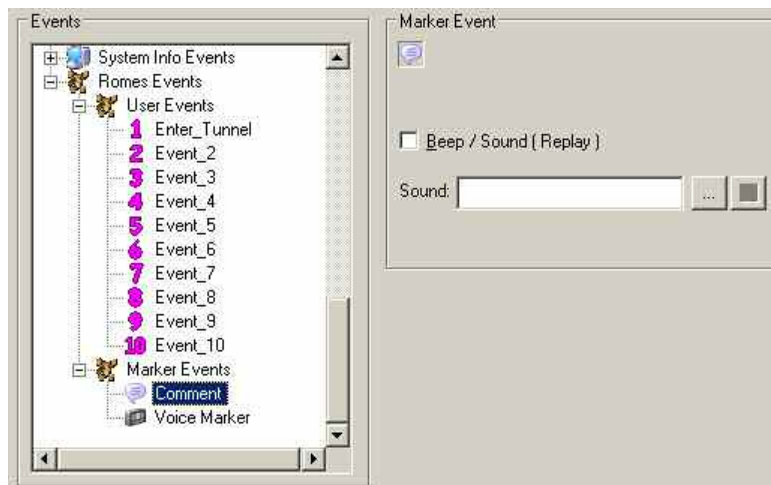 Events
System Info Events
Romes Events
User Events
1 Enter_Tunnel
2 Event_2
3 Event_3
4 Event_4
5 Event_5
6 Event_6
7 Event_7
8 Event_8
9 Event_9
10 Event_10
Marker Events
Comment
Voice Marker
Marker Event
Beep / Sound ( Replay )
Sound:
...